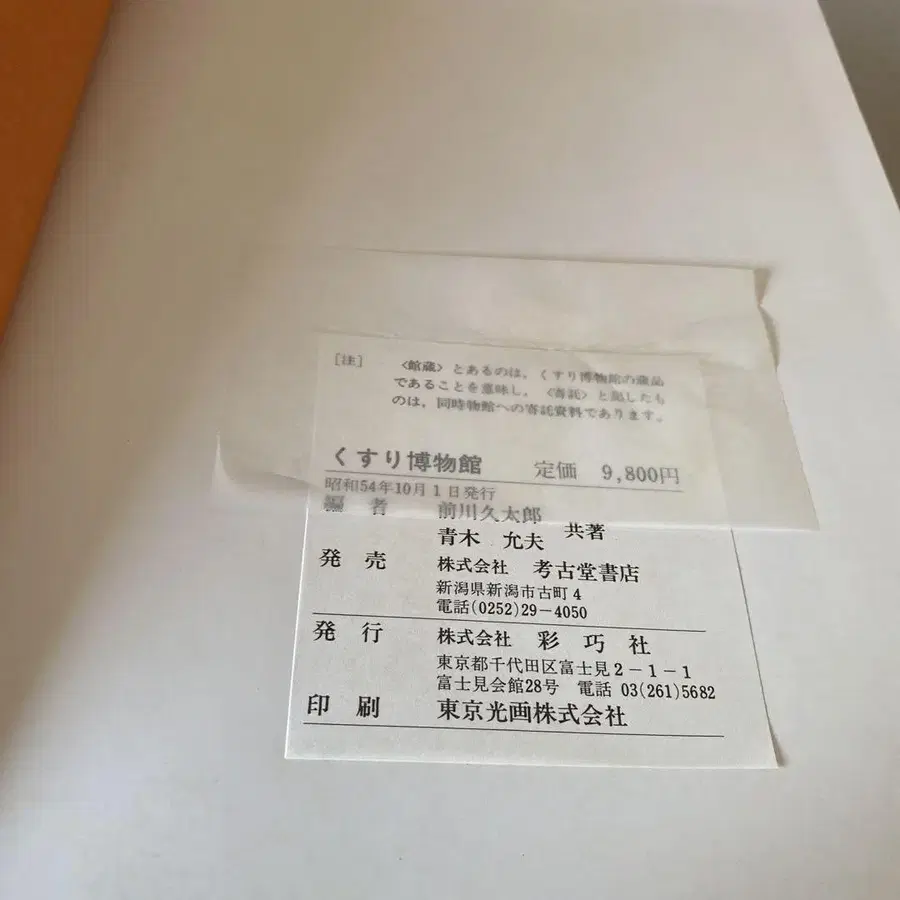 ［注］　〈館蔵〉とあるのは，くすり博物館の蔵品
であることを意味し，〈寄託〉と記したも
のは，同時物館への寄託資料であります。
くすり博物館　定価　9,800円
昭和54年10月1日発行
編　者　前川久太郎
青木　允夫　共著
発　売　株式会社　考古堂書店
新潟県新潟市古町4
電話(0252)29－4050
発　行　株式会社　彩　巧　社
東京都千代田区富士見2－1－1
富士見会館28号　電話　03(261)5682
印　刷　東京光画株式会社